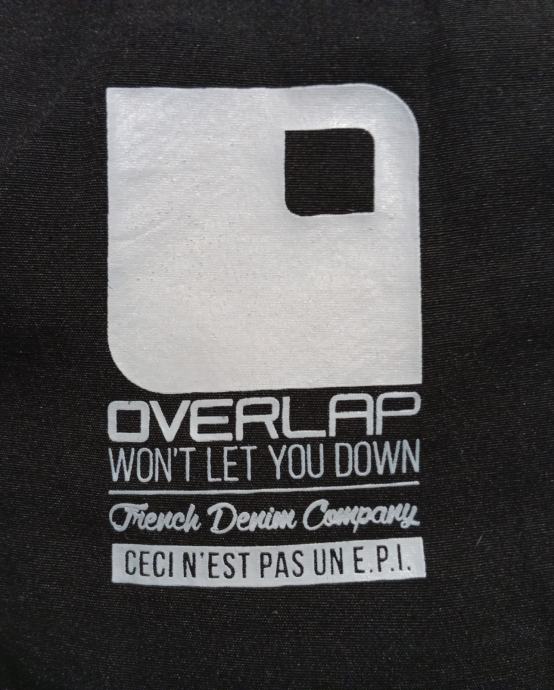 OVERLAP
WON'T LET YOU DOWN
French Denim Company
CECI N'EST PAS UN E.P.I.